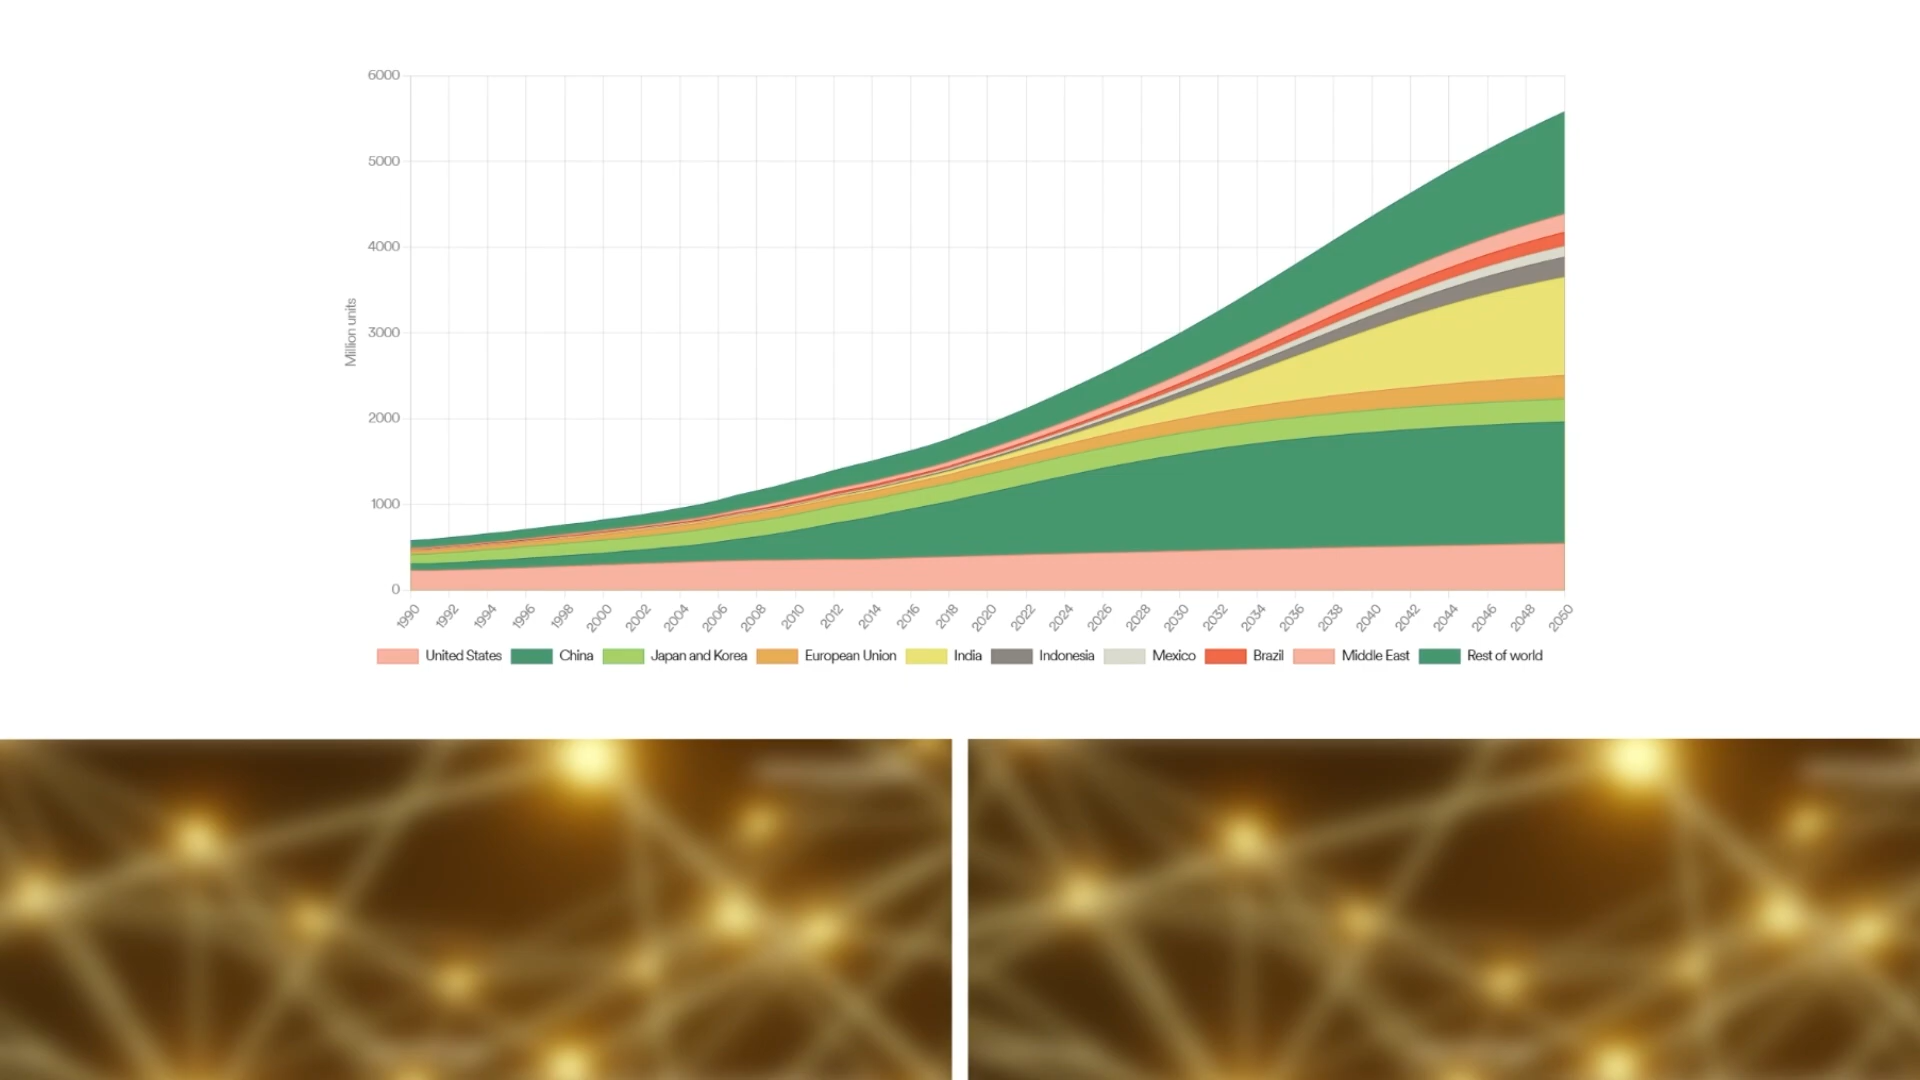 6000
5000
4000
3000
2000
1000
0
Million units
1990 1992 1994 1996 1998 2000 2002 2004 2006 2008 2010 2012 2014 2016 2018 2020 2022 2024 2026 2028 2030 2032 2034 2036 2038 2040 2042 2044 2046 2048 2050
United States China Japan and Korea European Union India Indonesia Mexico Brazil Middle East Rest of world